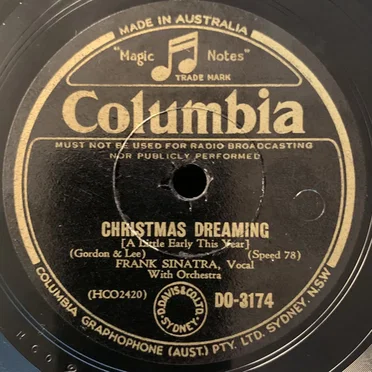 MADE IN AUSTRALIA
"Magic Notes"
TRADE MARK
Columbia
MUST NOT BE USED FOR RADIO BROADCASTING
NOR PUBLICLY PERFORMED
CHRISTMAS DREAMING
[A Little Early This Year]
(Gordon & Lee) (Speed 78)
FRANK SINATRA, Vocal
With Orchestra
(HCO2420) DO-3174
D.DAVIS & CO. LTD. SYDNEY.
COLUMBIA GRAPHOPHONE (AUST.) PTY. LTD. SYDNEY. N.S.W.